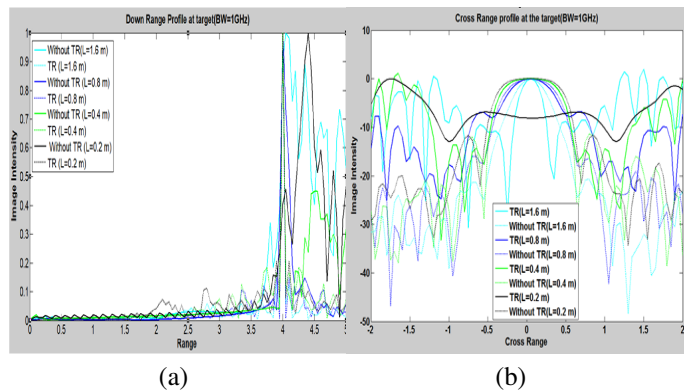 Down Range Profile at target(BW=1GHz)
Image Intensity
1
0.9
0.8
0.7
0.6
0.5
0.4
0.3
0.2
0.1
0
Without TR(L=1.6 m)
TR (L=1.6 m)
Without TR(L=0.8 m)
TR (L=0.8 m)
Without TR(L=0.4 m)
TR(L=0.4 m)
Without TR (L=0.2 m)
TR(L=0.2 m)
0 0.5 1 1.5 2 2.5 3 3.5 4 4.5 5
Range
(a)
Cross Range profile at the target(BW=1GHz)
Image Intensity
10
0
-10
-20
-30
-40
-50
TR(L=1.6 m)
Without TR(L=1.6 m)
TR(L=0.8 m)
Without TR(L=0.8 m)
TR(L=0.4 m)
Without TR(L=0.4 m)
TR(L=0.2 m)
Without TR(L=0.2 m)
-2 -1.5 -1 -0.5 0 0.5 1 1.5 2
Cross Range
(b)